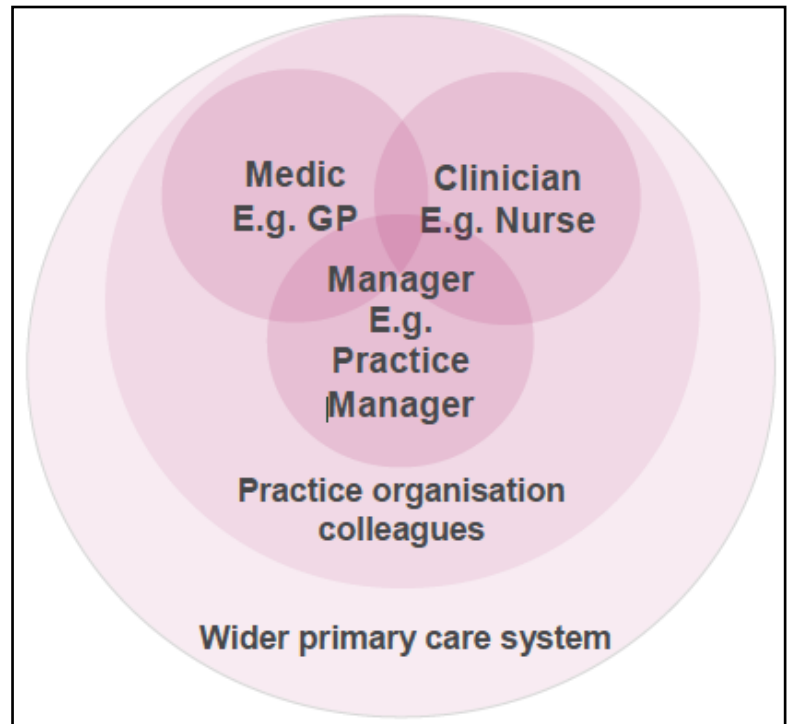 Medic
E.g. GP
Clinician
E.g. Nurse
Manager
E.g.
Practice
Manager
Practice organisation
colleagues
Wider primary care system